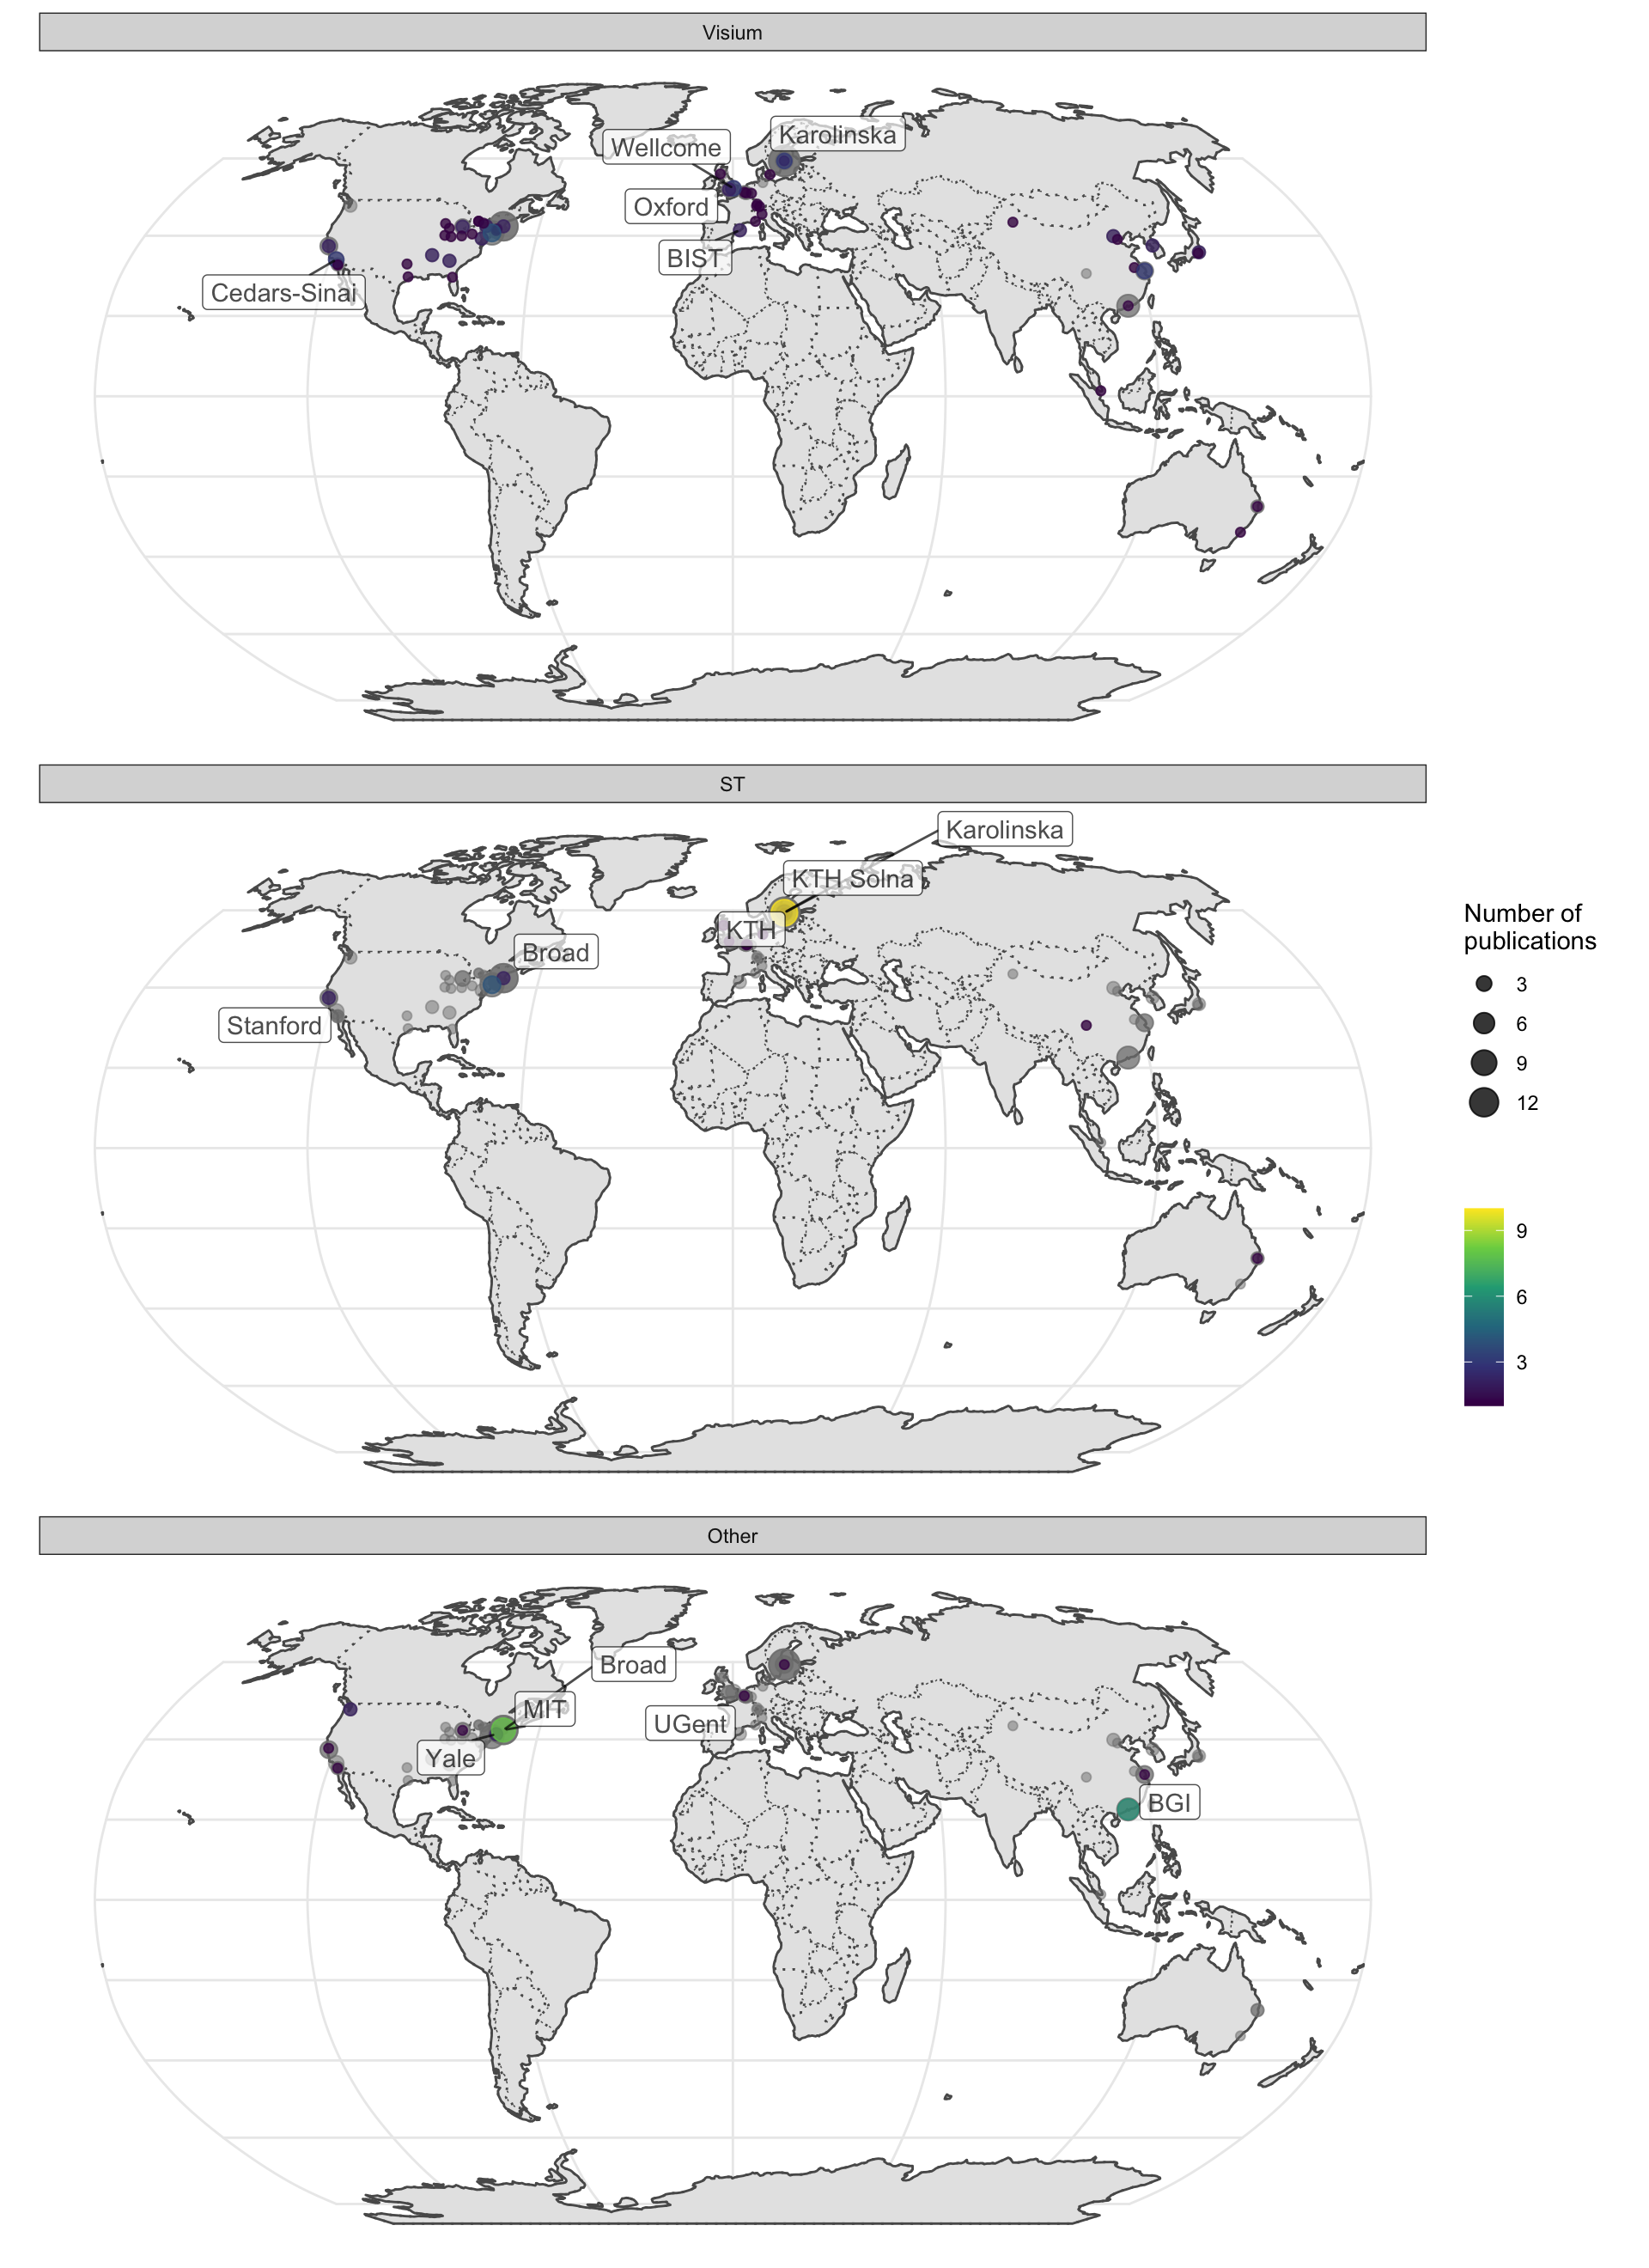 Visium
Karolinska
Wellcome
Oxford
BIST
Cedars-Sinai
ST
Karolinska
KTH Solna
KTH
Broad
Stanford
Number of
publications
3
6
9
12
9
6
3
Other
Broad
MIT
UGent
Yale
BGI